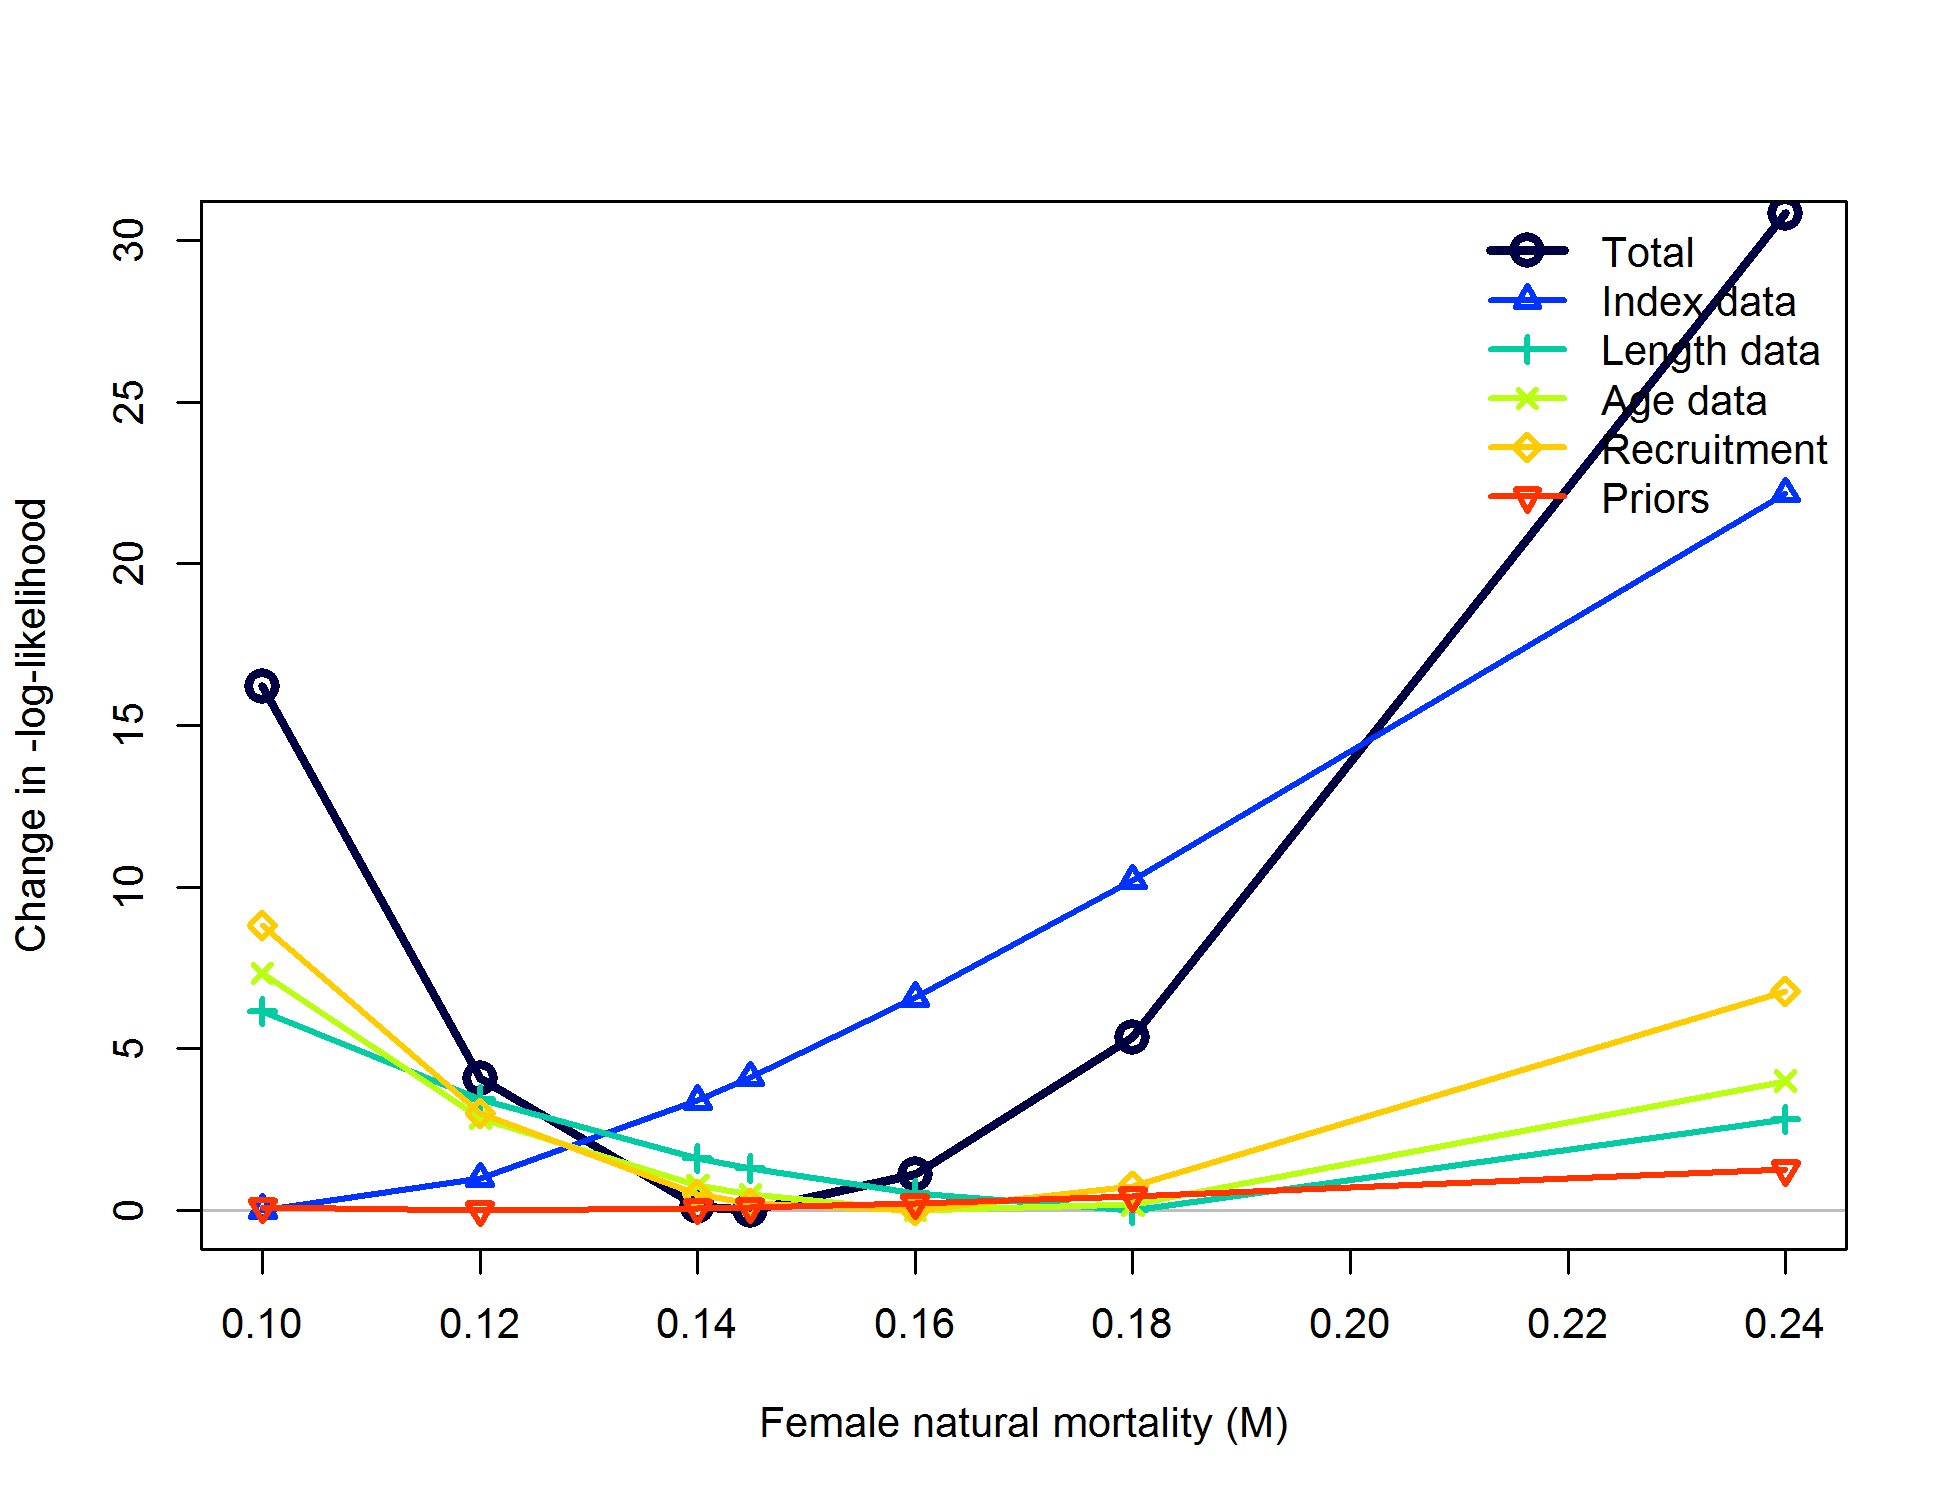 Change in -log-likelihood
30
25
20
15
10
5
0
Total
Index data
Length data
Age data
Recruitment
Priors
0.10 0.12 0.14 0.16 0.18 0.20 0.22 0.24
Female natural mortality (M)